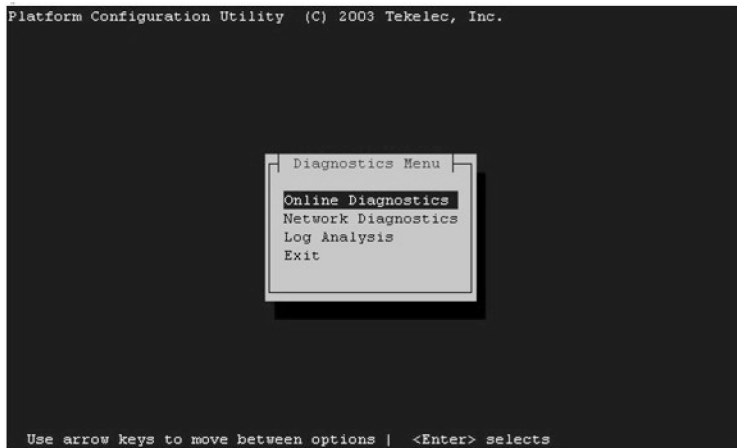 Platform Configuration Utility (C) 2003 Tekelec, Inc.
Diagnostics Menu
Online Diagnostics
Network Diagnostics
Log Analysis
Exit
Use arrow keys to move between options | <Enter> selects